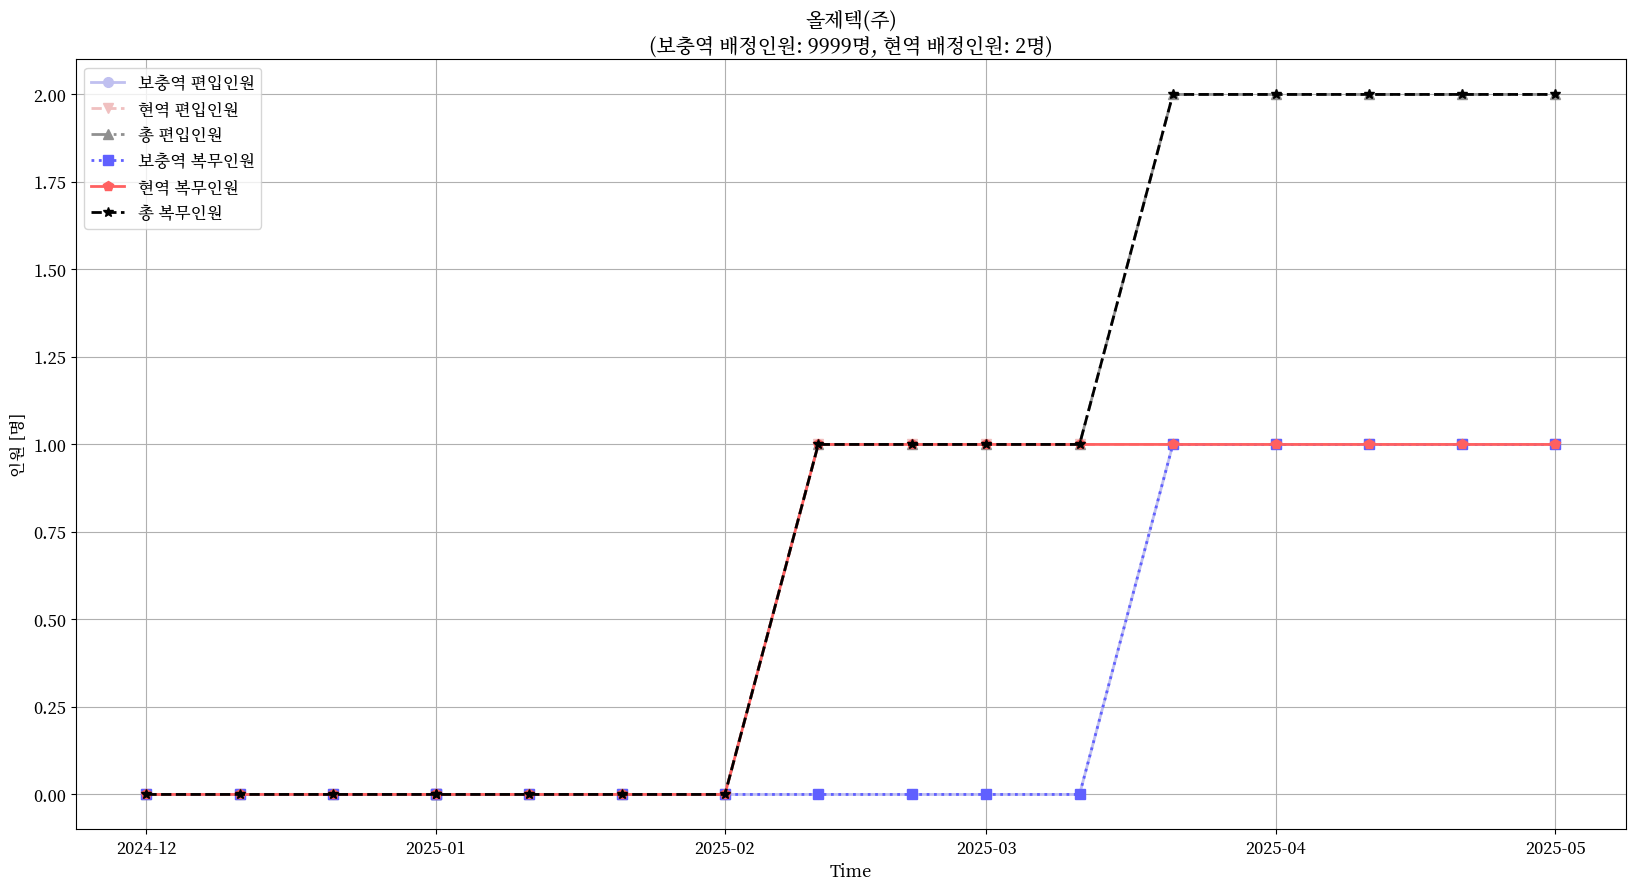 올제텍(주)
(보충역 배정인원: 9999명, 현역 배정인원: 2명)
보충역 편입인원
현역 편입인원
총 편입인원
보충역 복무인원
현역 복무인원
총 복무인원
2.00
1.75
1.50
1.25
1.00
0.75
0.50
0.25
0.00
인원 [명]
2024-12 2025-01 2025-02 2025-03 2025-04 2025-05
Time